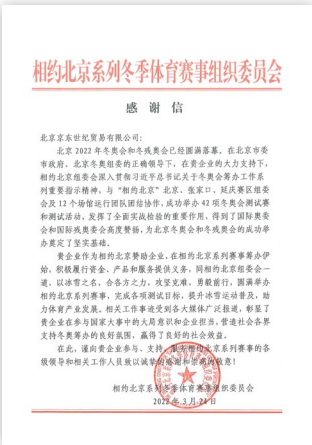 相约北京系列冬季体育赛事组织委员会
感谢信
北京京东世纪贸易有限公司:
北京2022年冬奥会和冬残奥会已经圆满落幕。在北京市委
市政府、北京冬奥组委的正确领导下,在贵企业的大力支持下,
相约北京组委会深入贯彻习近平总书记关于冬奥会筹办工作系
列重要指示精神,与“相约北京”北京、张家口、延庆赛区组委
会及12个场馆运行团队团结协作,成功举办42项冬奥会测试赛
和测试活动,发挥了全面实战检验的重要作用,得到了国际奥委
会和国际残奥委会高度赞扬,为北京冬奥会和冬残奥会的成功举
办奠定了坚实基础。
贵企业作为相约北京赞助企业,在相约北京系列赛事筹办伊
始,积极履行资金、产品和服务提供义务,同相约北京组委会一
道,以冰雪之名,合各方之力,攻坚克难,勇毅前行,圆满举办
相约北京系列赛事,完成各项测试目标,提升冰雪运动普及,助
力体育产业发展。相关工作事迹受到各大媒体广泛报道,彰显了
贵企业在参与国家大事中的大局意识和企业担当,营造社会各界
支持冬奥筹办的良好氛围,赢得了良好的社会效益。
在此,谨向贵企业参与、支持、服务相约北京系列赛事的各
级领导和相关工作人员致以诚挚的感谢和崇高的敬意!
相约北京系列冬季体育赛事组织委员会
2022年3月24日